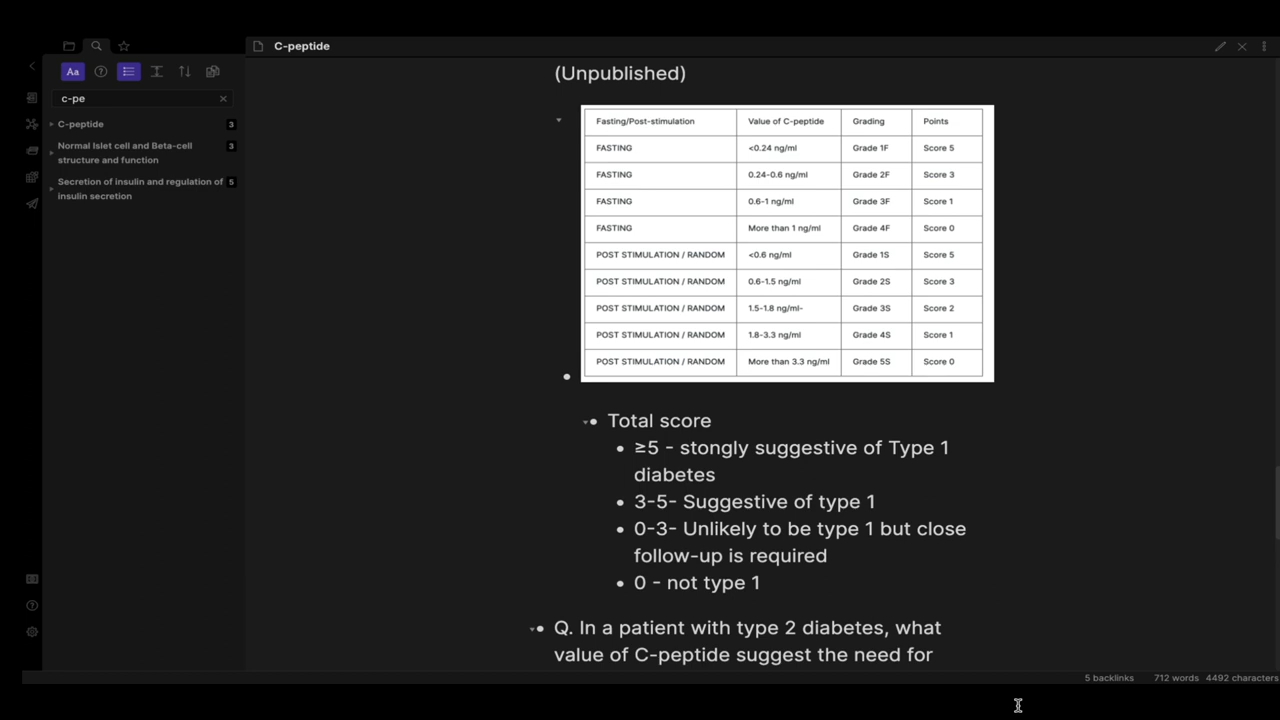 C-peptide
Aa
c-pe
C-peptide 3
Normal Islet cell and Beta-cell 3
structure and function
Secretion of insulin and regulation of 5
insulin secretion
(Unpublished)
Fasting/Post-stimulation Value of C-peptide Grading Points
FASTING <0.24 ng/ml Grade 1F Score 5
FASTING 0.24-0.6 ng/ml Grade 2F Score 3
FASTING 0.6-1 ng/ml Grade 3F Score 1
FASTING More than 1 ng/ml Grade 4F Score 0
POST STIMULATION / RANDOM <0.6 ng/ml Grade 1S Score 5
POST STIMULATION / RANDOM 0.6-1.5 ng/ml Grade 2S Score 3
POST STIMULATION / RANDOM 1.5-1.8 ng/ml- Grade 3S Score 2
POST STIMULATION / RANDOM 1.8-3.3 ng/ml Grade 4S Score 1
POST STIMULATION / RANDOM More than 3.3 ng/ml Grade 5S Score 0
Total score
≥5 - stongly suggestive of Type 1
diabetes
3-5- Suggestive of type 1
0-3- Unlikely to be type 1 but close
follow-up is required
0 - not type 1
Q. In a patient with type 2 diabetes, what
value of C-peptide suggest the need for
5 backlinks 712 words 4492 characters